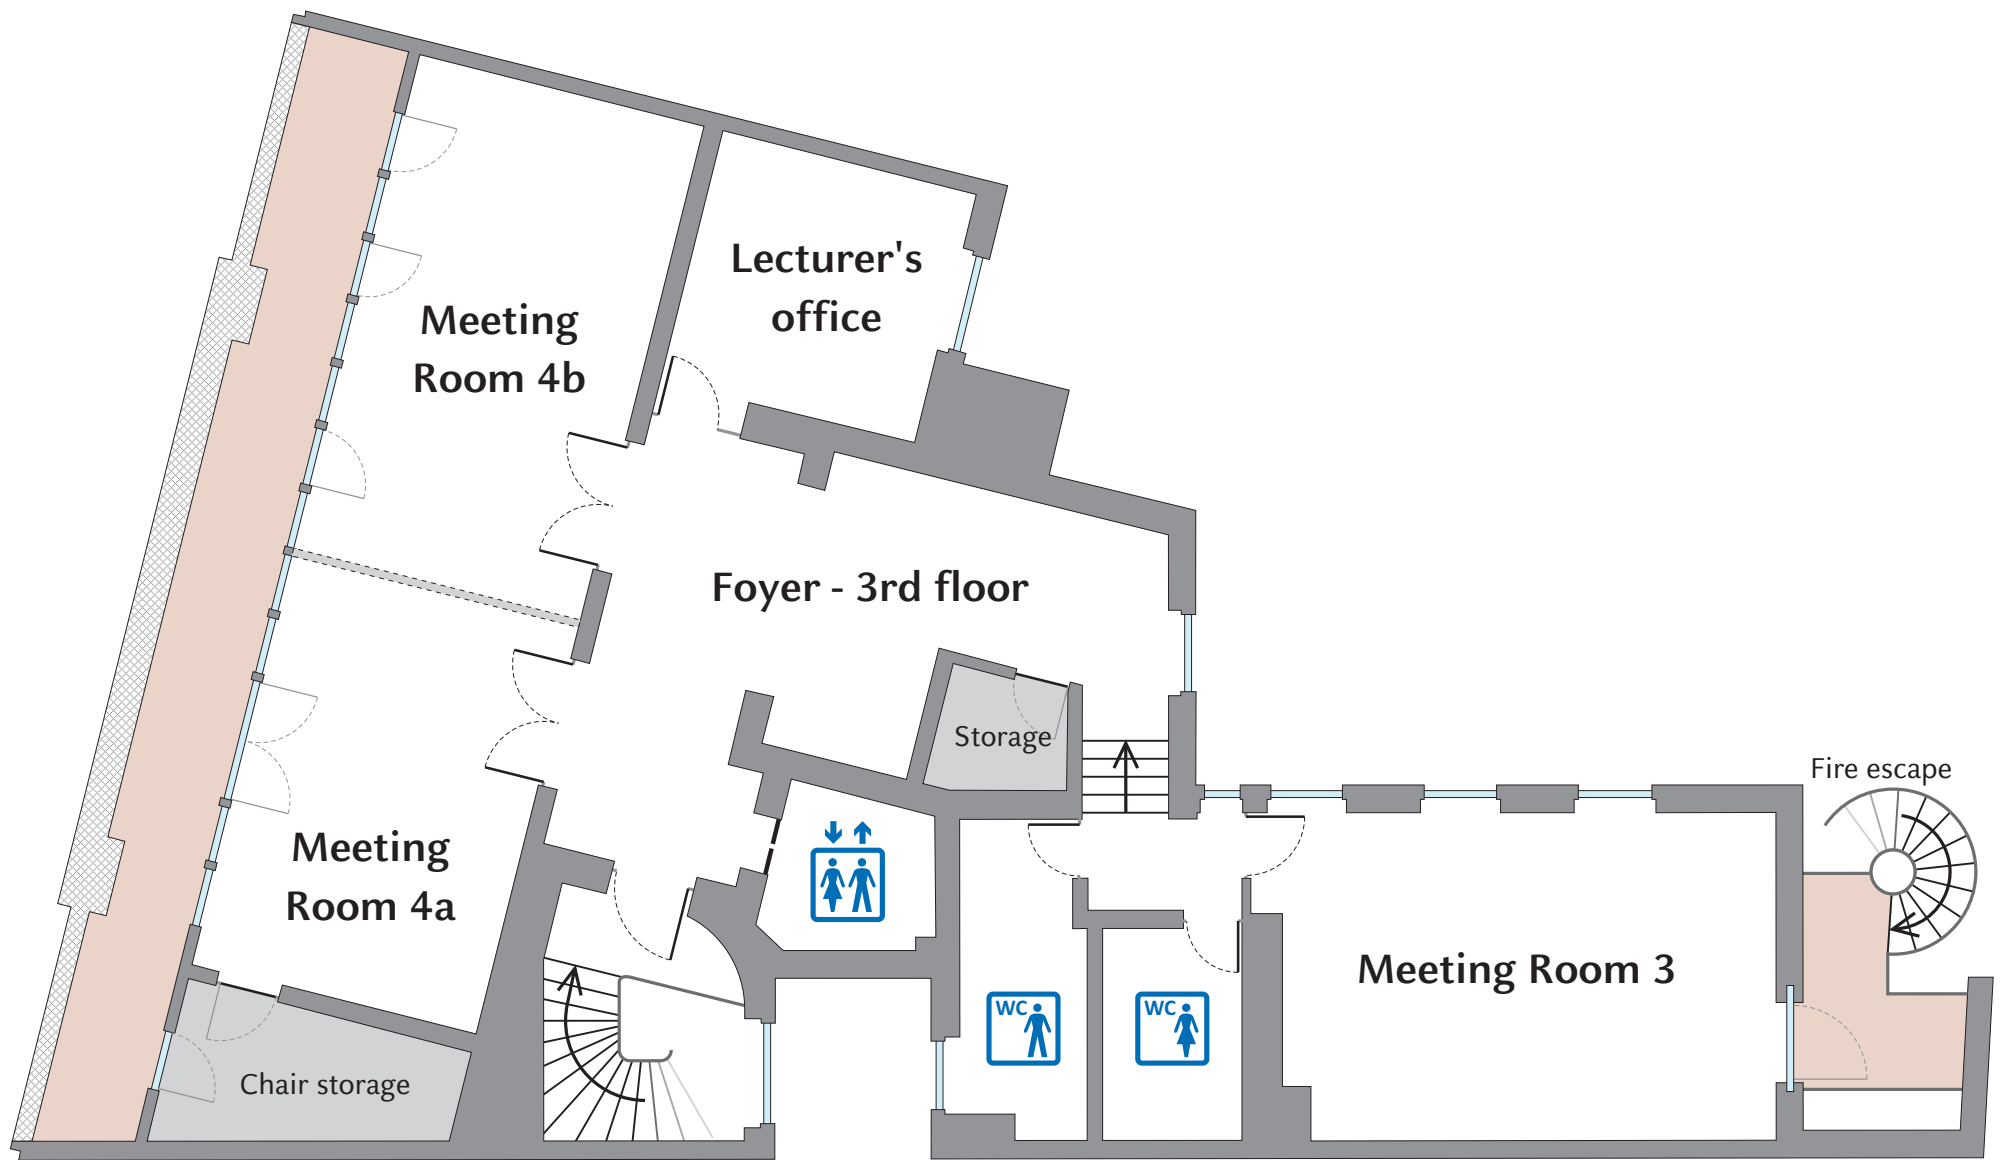 Lecturer's
office
Meeting
Room 4b
Foyer - 3rd floor
Storage
Fire escape
Meeting
Room 4a
Meeting Room 3
WC
WC
Chair storage